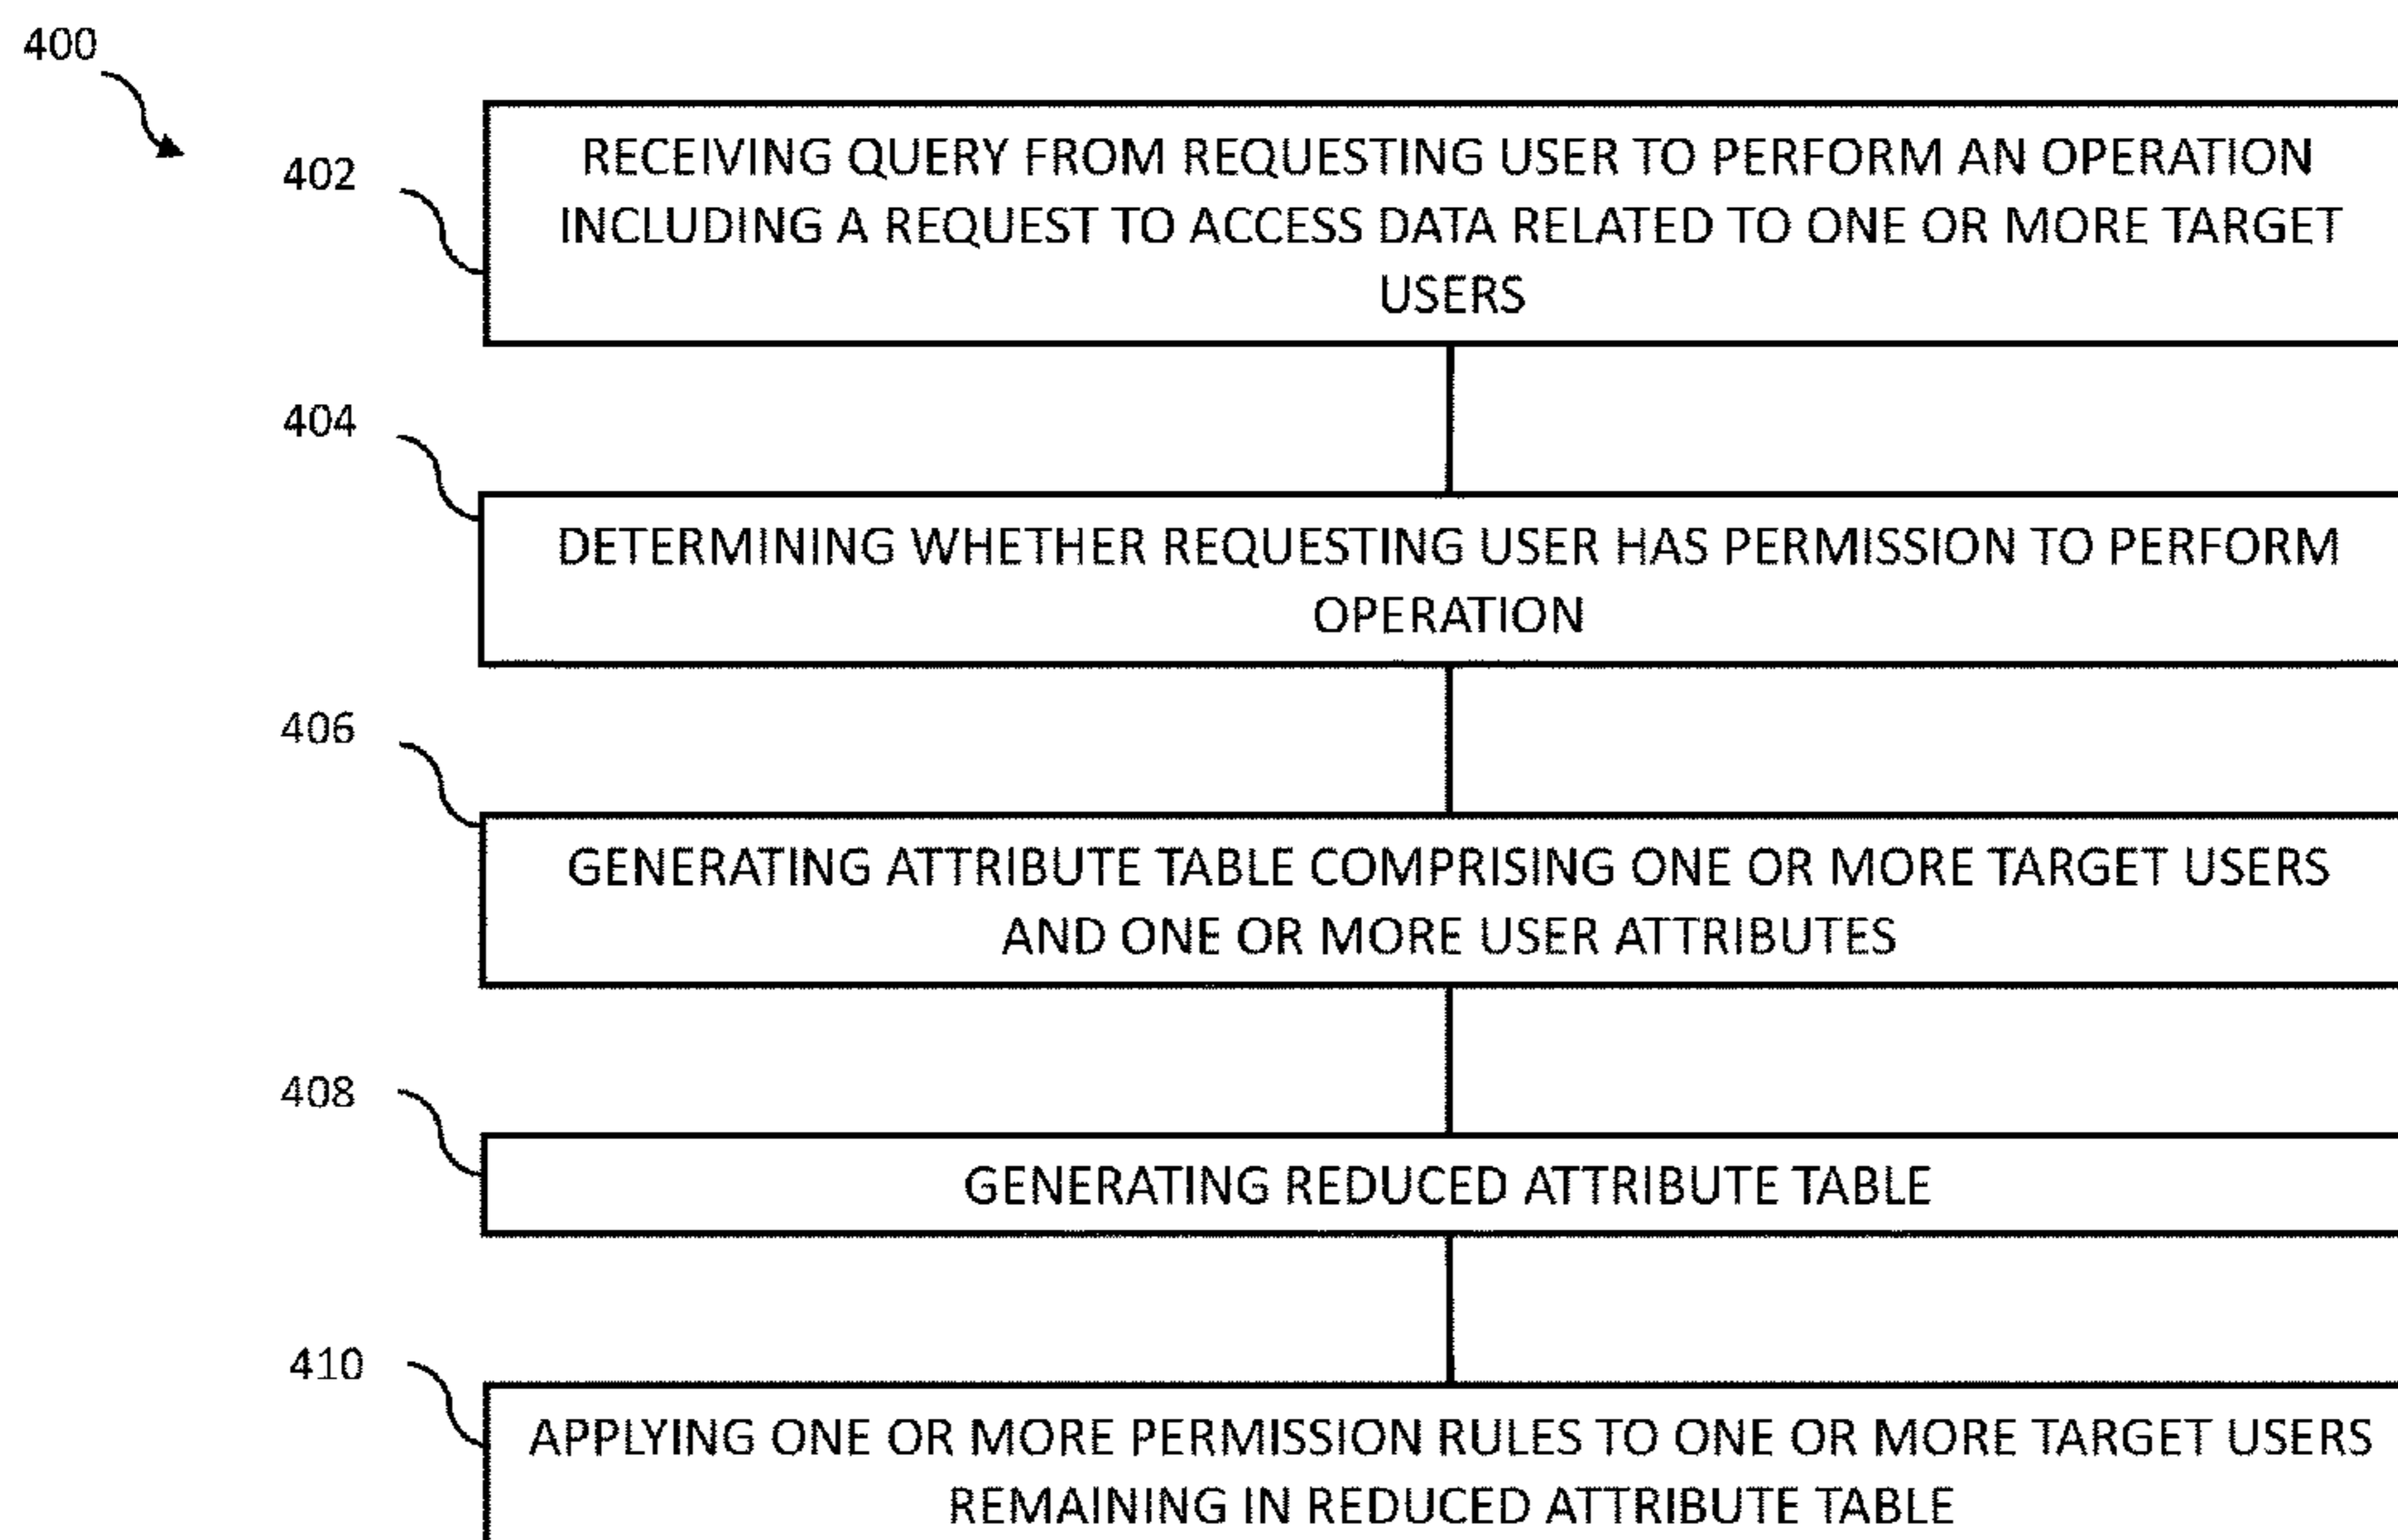 400
402
RECEIVING QUERY FROM REQUESTING USER TO PERFORM AN OPERATION
INCLUDING A REQUEST TO ACCESS DATA RELATED TO ONE OR MORE TARGET
USERS
404
DETERMINING WHETHER REQUESTING USER HAS PERMISSION TO PERFORM
OPERATION
406
GENERATING ATTRIBUTE TABLE COMPRISING ONE OR MORE TARGET USERS
AND ONE OR MORE USER ATTRIBUTES
408
GENERATING REDUCED ATTRIBUTE TABLE
410
APPLYING ONE OR MORE PERMISSION RULES TO ONE OR MORE TARGET USERS
REMAINING IN REDUCED ATTRIBUTE TABLE